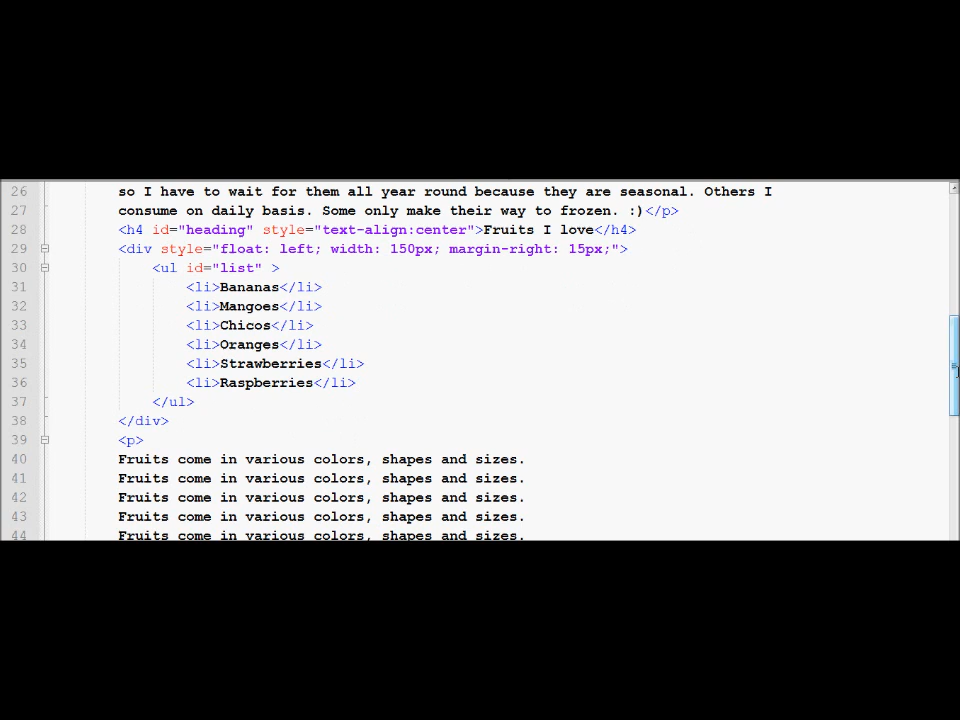 26 so I have to wait for them all year round because they are seasonal. Others I
27 consume on daily basis. Some only make their way to frozen. :)</p>
28 <h4 id="heading" style="text-align:center">Fruits I love</h4>
29 <div style="float: left; width: 150px; margin-right: 15px;">
30 <ul id="list" >
31 <li>Bananas</li>
32 <li>Mangoes</li>
33 <li>Chicos</li>
34 <li>Oranges</li>
35 <li>Strawberries</li>
36 <li>Raspberries</li>
37 </ul>
38 </div>
39 <p>
40 Fruits come in various colors, shapes and sizes.
41 Fruits come in various colors, shapes and sizes.
42 Fruits come in various colors, shapes and sizes.
43 Fruits come in various colors, shapes and sizes.
44 Fruits come in various colors, shapes and sizes.